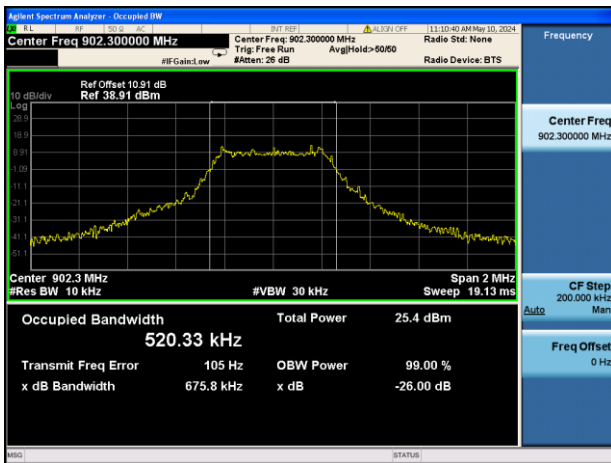 Agilent Spectrum Analyzer - Occupied BW
RL RF 50 Ω AC INT REF ALIGN OFF 11:10:40 AM May 10, 2024
Center Freq 902.300000 MHz
Center Freq: 902.300000 MHz
Radio Std: None
Trig: Free Run Avg|Hold:>50/50
#IFGain:Low #Atten: 26 dB
Radio Device: BTS
Ref Offset 10.91 dB
10 dB/div Ref 38.91 dBm
Log
28.9
18.9
8.91
-1.09
-11.1
-21.1
-31.1
-41.1
-51.1
Center 902.3 MHz
Span 2 MHz
#Res BW 10 kHz
#VBW 30 kHz
Sweep 19.13 ms
Occupied Bandwidth
Total Power 25.4 dBm
520.33 kHz
Transmit Freq Error 105 Hz OBW Power 99.00 %
x dB Bandwidth 675.8 kHz x dB -26.00 dB
Frequency
Center Freq
902.300000 MHz
CF Step
200.000 kHz
Auto Man
Freq Offset
0 Hz
MSG STATUS